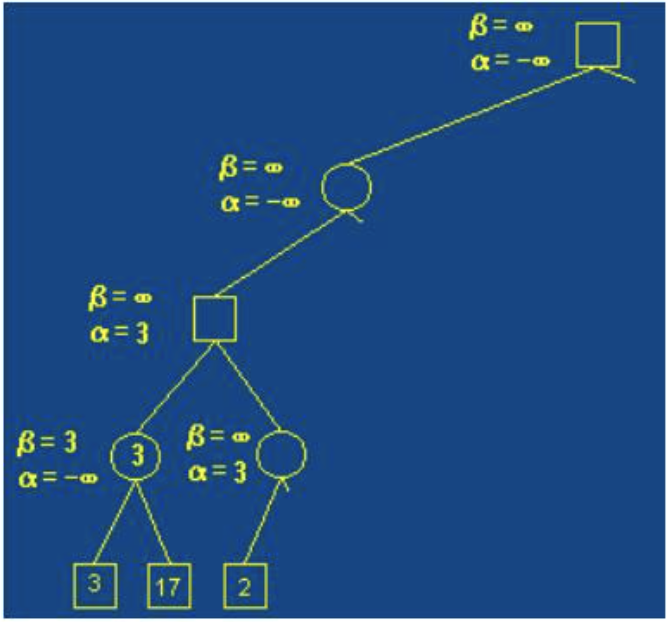 β = ∞
α = -∞
β = ∞
α = -∞
β = ∞
α = 3
β = 3
α = -∞
3
β = ∞
α = 3
3
17
2